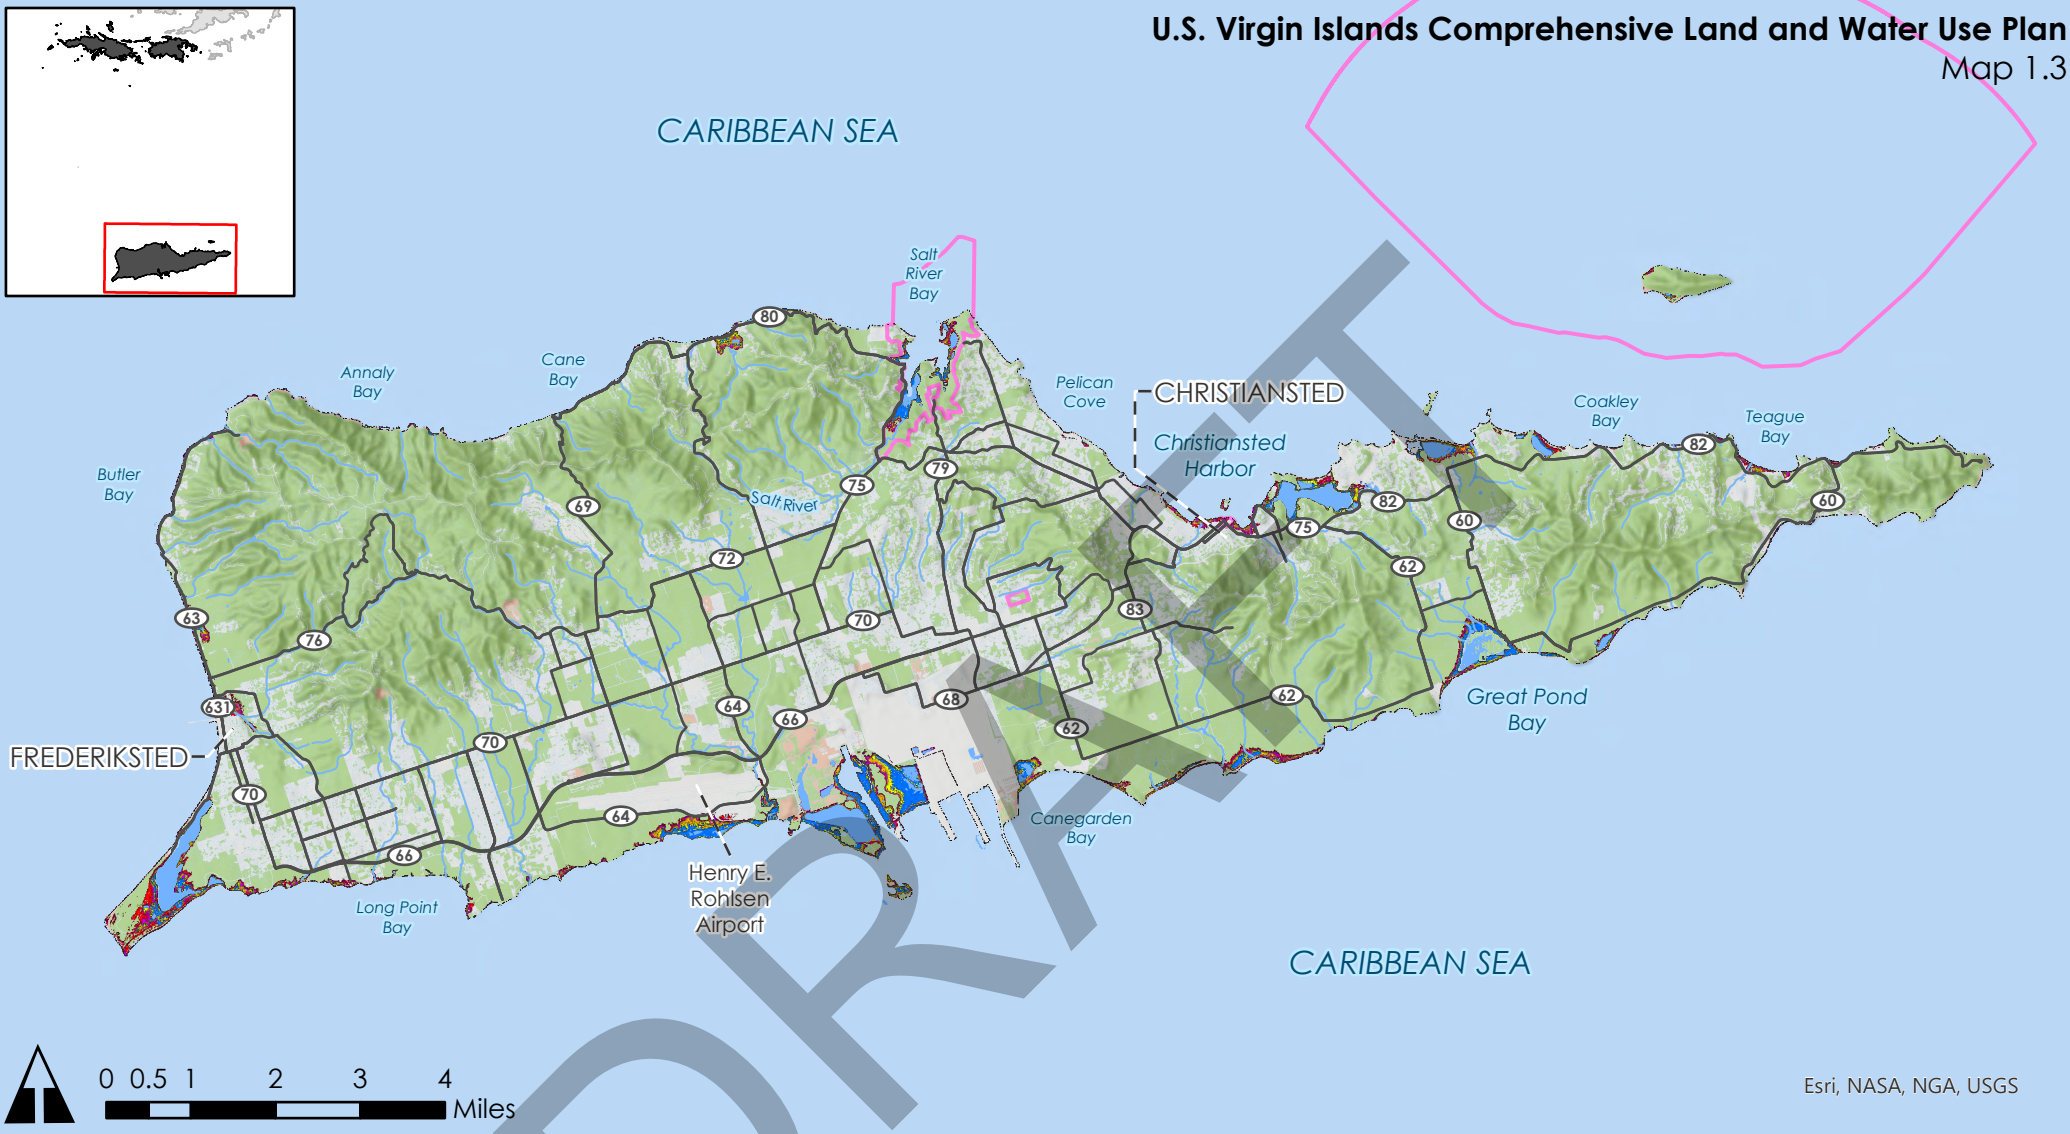 U.S. Virgin Islands Comprehensive Land and Water Use Plan
Map 1.3
CARIBBEAN SEA
Salt
River
Bay
80
Annaly
Bay
Cane
Bay
Pelican
Cove
CHRISTIANSTED
Christiansted
Harbor
Coakley
Bay
Teague
Bay
82
Butler
Bay
69
Salt River
75
79
82
60
60
75
72
62
63
76
70
83
631
64
66
68
62
62
Great Pond
Bay
FREDERIKSTED
70
70
64
66
Canegarden
Bay
Henry E.
Rohlsen
Airport
Long Point
Bay
CARIBBEAN SEA
DRAFT
0 0.5 1 2 3 4
Miles
Esri, NASA, NGA, USGS